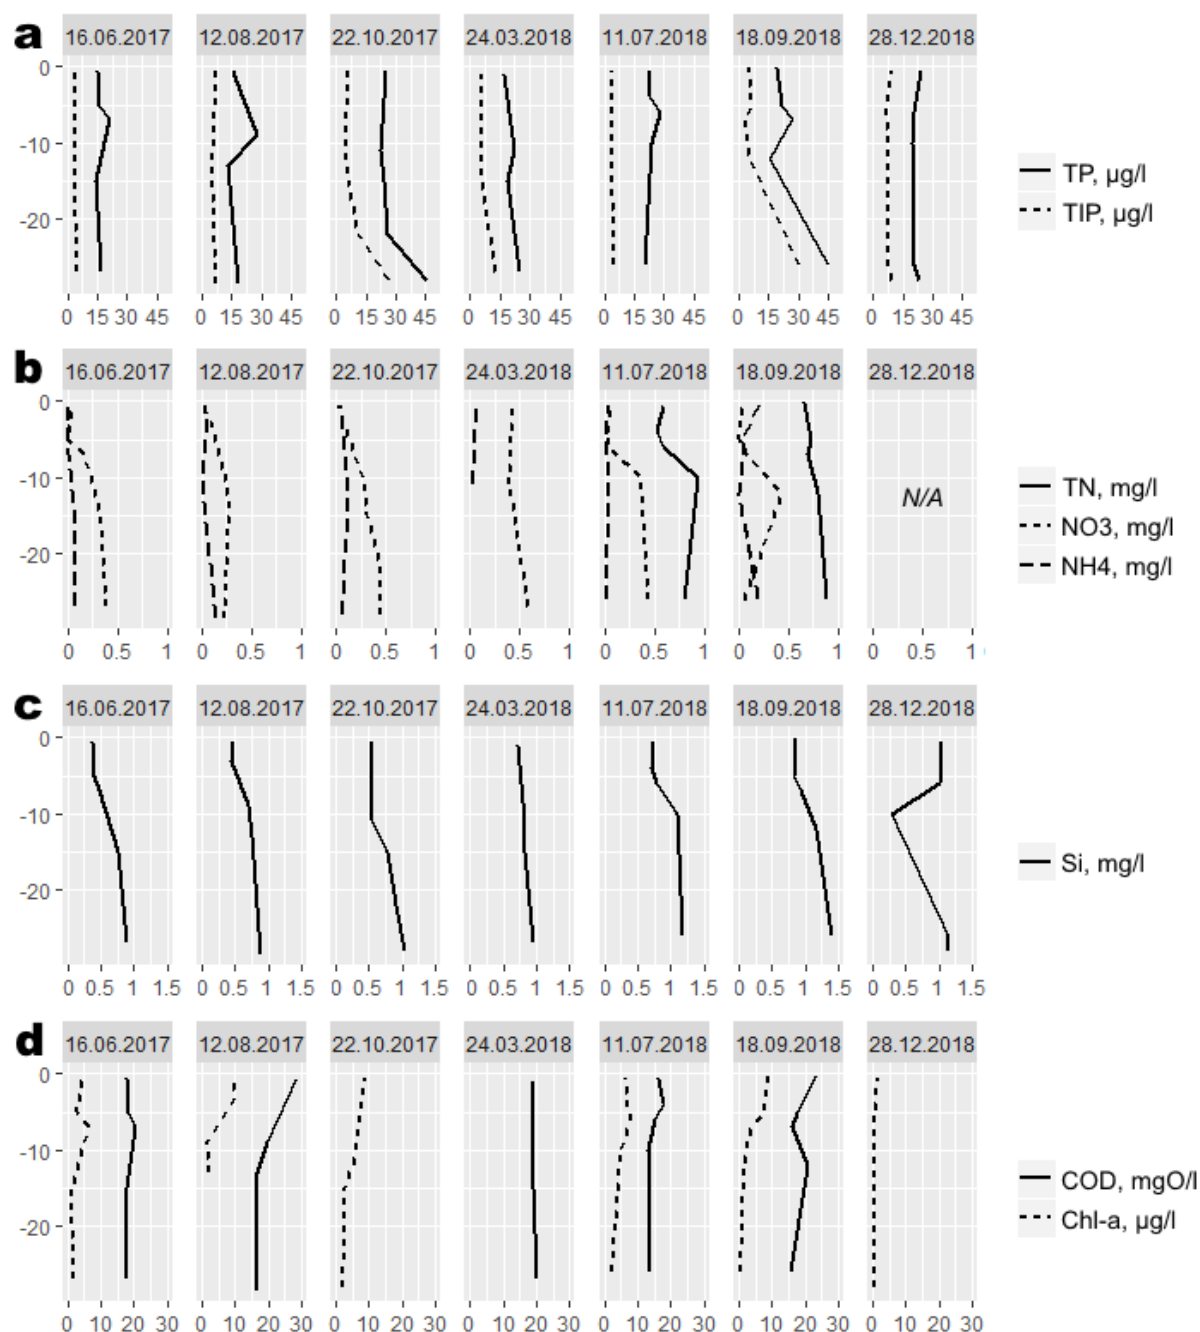 a
16.06.2017 12.08.2017 22.10.2017 24.03.2018 11.07.2018 18.09.2018 28.12.2018
0
-10
-20
0 15 30 45 0 15 30 45 0 15 30 45 0 15 30 45 0 15 30 45 0 15 30 45 0 15 30 45
TP, µg/l
TIP, µg/l
b
16.06.2017 12.08.2017 22.10.2017 24.03.2018 11.07.2018 18.09.2018 28.12.2018
0
-10
-20
N/A
0 0.5 1 0 0.5 1 0 0.5 1 0 0.5 1 0 0.5 1 0 0.5 1 0 0.5 1
TN, mg/l
NO3, mg/l
NH4, mg/l
c
16.06.2017 12.08.2017 22.10.2017 24.03.2018 11.07.2018 18.09.2018 28.12.2018
0
-10
-20
0 0.5 1 1.5 0 0.5 1 1.5 0 0.5 1 1.5 0 0.5 1 1.5 0 0.5 1 1.5 0 0.5 1 1.5 0 0.5 1 1.5
Si, mg/l
d
16.06.2017 12.08.2017 22.10.2017 24.03.2018 11.07.2018 18.09.2018 28.12.2018
0
-10
-20
0 10 20 30 0 10 20 30 0 10 20 30 0 10 20 30 0 10 20 30 0 10 20 30 0 10 20 30
COD, mgO/l
Chl-a, µg/l